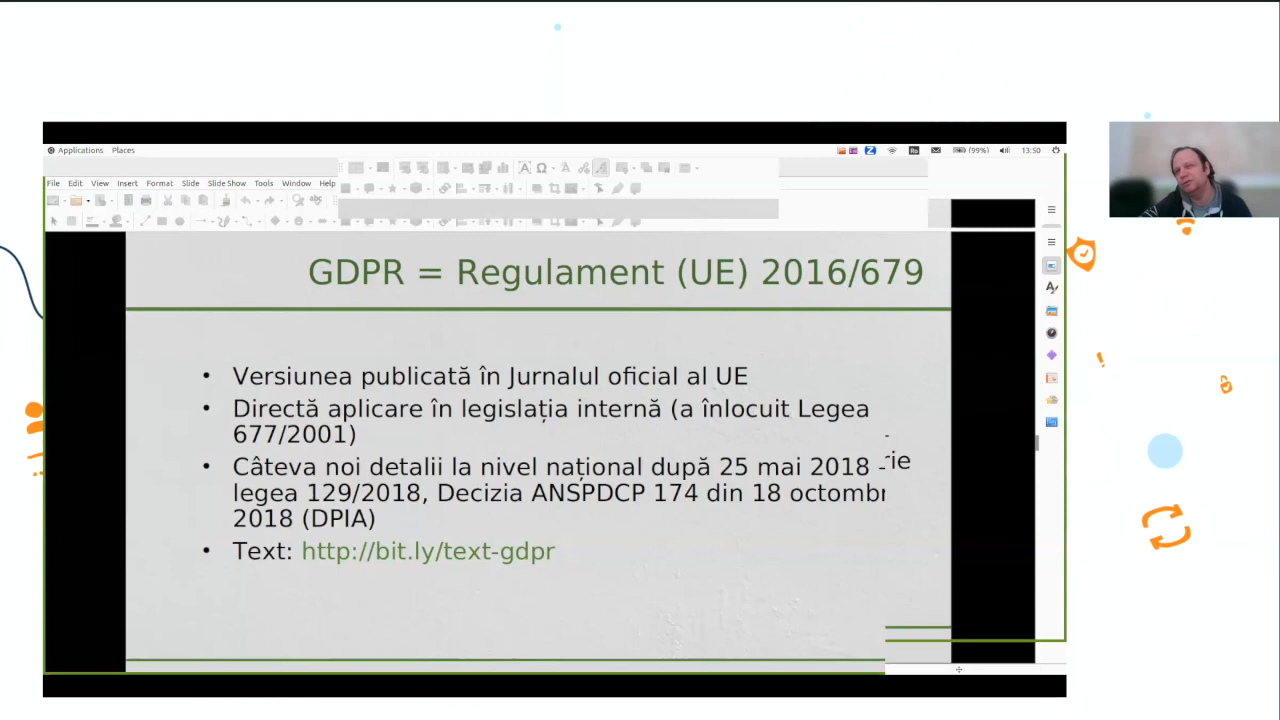 Applications Places
Ro
(99%)
13:50
File Edit View Insert Format Slide Slide Show Tools Window Help
GDPR = Regulament (UE) 2016/679
• Versiunea publicată în Jurnalul oficial al UE
• Directă aplicare în legislația internă (a înlocuit Legea
677/2001)
• Câteva noi detalii la nivel național după 25 mai 2018 -
legea 129/2018, Decizia ANSPDCP 174 din 18 octombrie
2018 (DPIA)
• Text: http://bit.ly/text-gdpr